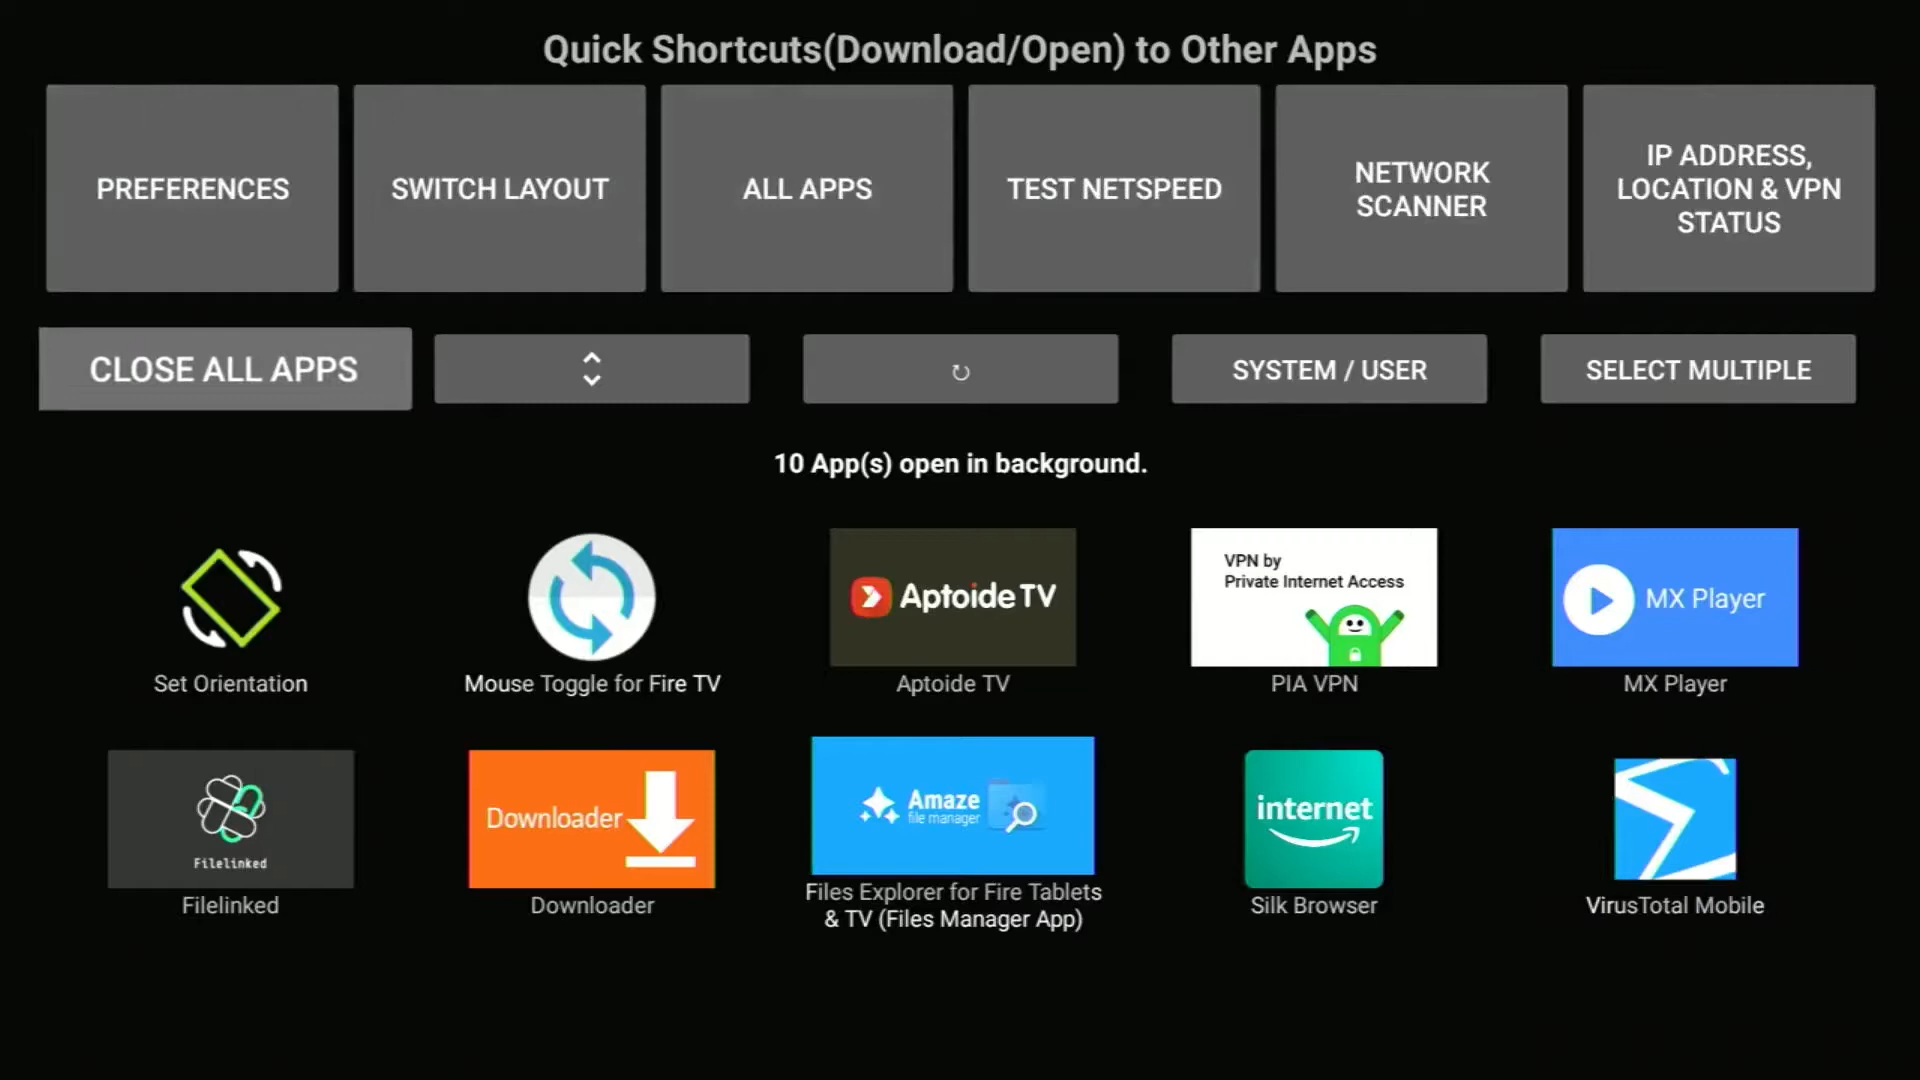 Quick Shortcuts(Download/Open) to Other Apps
PREFERENCES
SWITCH LAYOUT
ALL APPS
TEST NETSPEED
NETWORK
SCANNER
IP ADDRESS,
LOCATION & VPN
STATUS
CLOSE ALL APPS
SYSTEM / USER
SELECT MULTIPLE
10 App(s) open in background.
Set Orientation
Mouse Toggle for Fire TV
Aptoide TV
Aptoide TV
VPN by
Private Internet Access
PIA VPN
MX Player
MX Player
Filelinked
Filelinked
Downloader
Downloader
Amaze
file manager
Files Explorer for Fire Tablets
& TV (Files Manager App)
internet
Silk Browser
VirusTotal Mobile